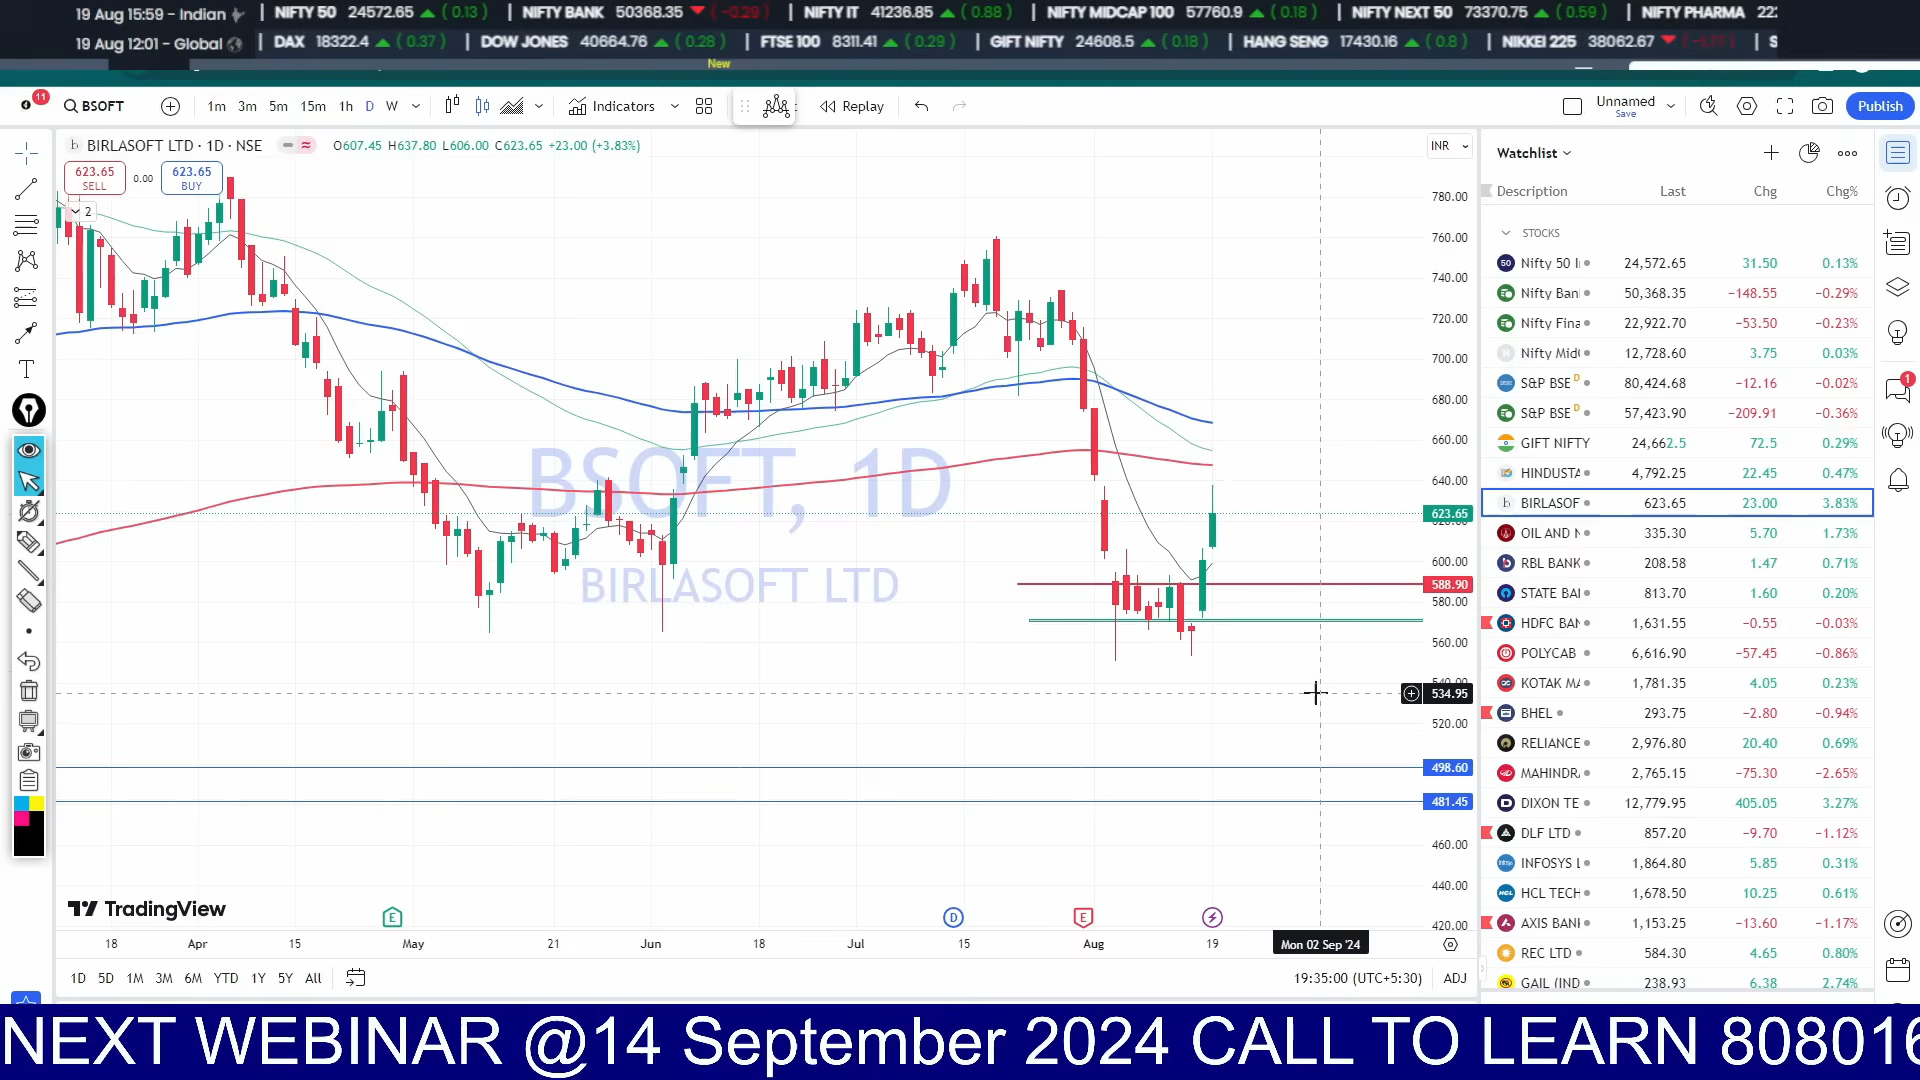 19 Aug 15:59 - Indian | NIFTY 50 24572.65 ( 0.13 ) | NIFTY BANK 50368.35 ( -0.29 ) | NIFTY IT 41236.85 ( 0.88 ) | NIFTY MIDCAP 100 57760.9 ( 0.18 ) | NIFTY NEXT 50 73370.75 ( 0.59 ) | NIFTY PHARMA
19 Aug 12:01 - Global | DAX 18322.4 ( 0.37 ) | DOW JONES 40664.76 ( 0.28 ) | FTSE 100 8311.41 ( 0.29 ) | GIFT NIFTY 24608.5 ( 0.18 ) | HANG SENG 17430.16 ( 0.8 ) | NIKKEI 225 38062.67 | S
New
11 BSOFT 1m 3m 5m 15m 1h D W Indicators Replay Unnamed Save Publish
b BIRLASOFT LTD · 1D · NSE O607.45 H637.80 L606.00 C623.65 +23.00 (+3.83%) INR
623.65 SELL 0.00 623.65 BUY
2
BSOFT, 1D
BIRLASOFT LTD
780.00
760.00
740.00
720.00
700.00
680.00
660.00
640.00
623.65
620.00
600.00
588.90
580.00
560.00
540.00
534.95
520.00
498.60
481.45
460.00
440.00
420.00
TradingView
E D E
18 Apr 15 May 21 Jun 18 Jul 15 Aug 19 Mon 02 Sep '24
1D 5D 1M 3M 6M YTD 1Y 5Y All 19:35:00 (UTC+5:30) ADJ
Watchlist
Description Last Chg Chg%
STOCKS
50 Nifty 50 I 24,572.65 31.50 0.13%
Nifty Ban 50,368.35 −148.55 −0.29%
Nifty Fina 22,922.70 −53.50 −0.23%
N Nifty Mid 12,728.60 3.75 0.03%
S&P BSE D 80,424.68 −12.16 −0.02%
S&P BSE D 57,423.90 −209.91 −0.36%
GIFT NIFTY 24,662.5 72.5 0.29%
HINDUSTA 4,792.25 22.45 0.47%
b BIRLASOF 623.65 23.00 3.83%
OIL AND N 335.30 5.70 1.73%
RBL BANK 208.58 1.47 0.71%
STATE BAI 813.70 1.60 0.20%
HDFC BAN 1,631.55 −0.55 −0.03%
POLYCAB 6,616.90 −57.45 −0.86%
KOTAK MA 1,781.35 4.05 0.23%
BHEL 293.75 −2.80 −0.94%
RELIANCE 2,976.80 20.40 0.69%
MAHINDR 2,765.15 −75.30 −2.65%
DIXON TE 12,779.95 405.05 3.27%
DLF LTD 857.20 −9.70 −1.12%
INFOSYS L 1,864.80 5.85 0.31%
HCL HCL TECH 1,678.50 10.25 0.61%
AXIS BANK 1,153.25 −13.60 −1.17%
REC LTD 584.30 4.65 0.80%
GAIL (IND 238.93 6.38 2.74%
1
NEXT WEBINAR @14 September 2024 CALL TO LEARN 808016